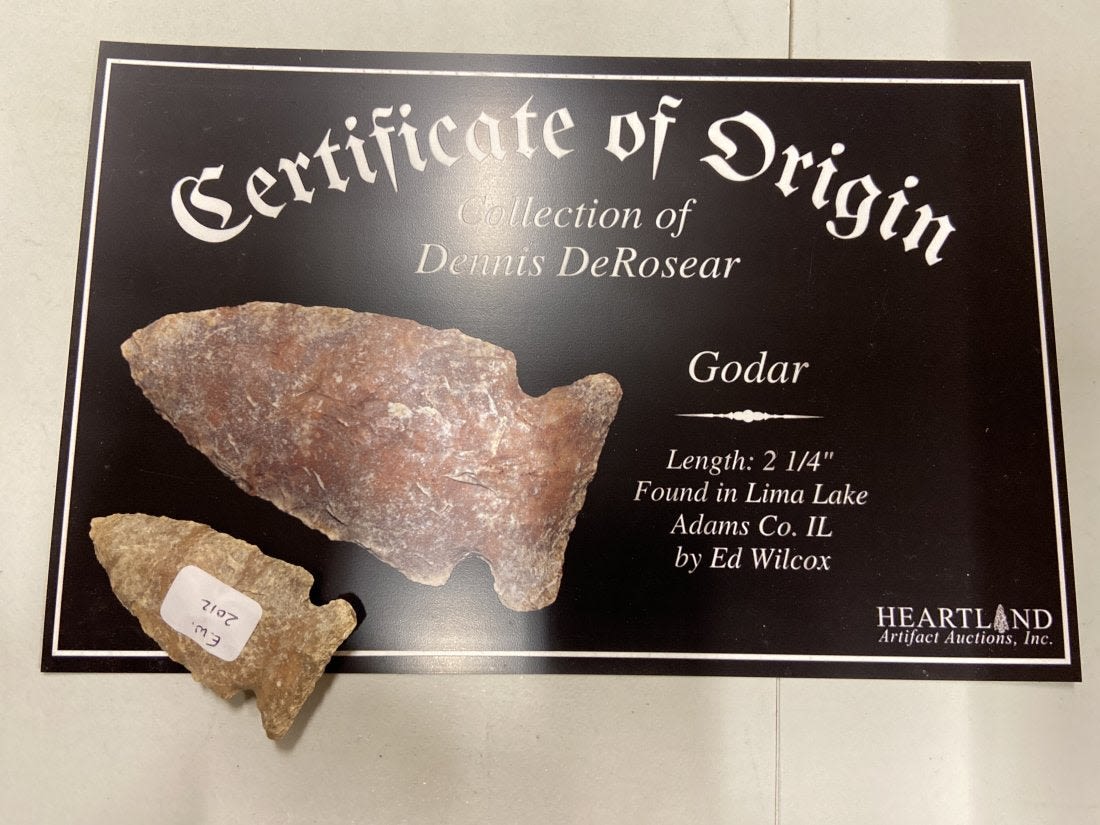 Certificate of Origin
Collection of
Dennis DeRosear
Godar
Length: 2 1/4"
Found in Lima Lake
Adams Co. IL
by Ed Wilcox
HEARTLAND
Artifact Auctions, Inc.
E.W.
2012